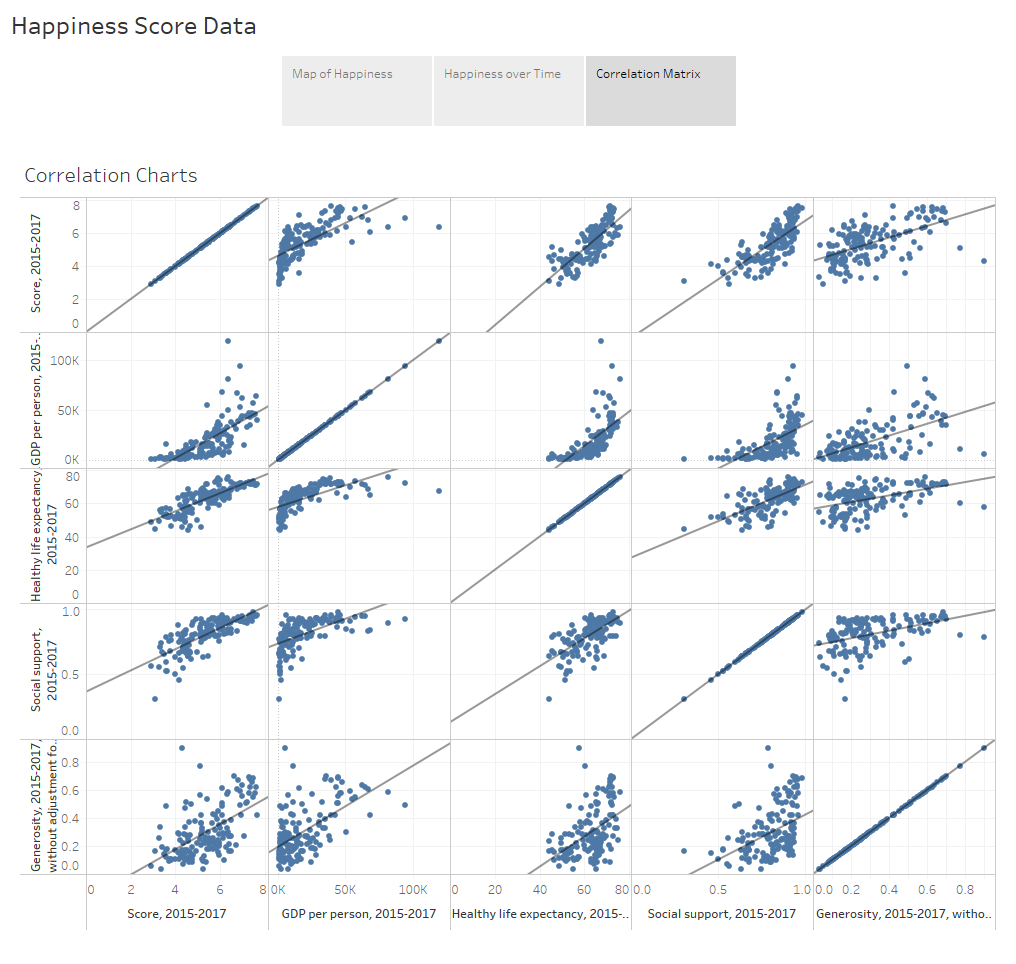 Happiness Score Data
Map of Happiness
Happiness over Time
Correlation Matrix
Correlation Charts
Score, 2015-2017
8
6
4
2
0
GDP per person, 2015-..
100K
50K
0K
Healthy life expectancy,
2015-2017
80
60
40
20
0
Social support,
2015-2017
1.0
0.5
0.0
Generosity, 2015-2017,
without adjustment fo..
0.8
0.6
0.4
0.2
0.0
0 2 4 6 8
0K 50K 100K
0 20 40 60 80
0.0 0.5 1.0
0.0 0.2 0.4 0.6 0.8
Score, 2015-2017
GDP per person, 2015-2017
Healthy life expectancy, 2015-..
Social support, 2015-2017
Generosity, 2015-2017, witho..